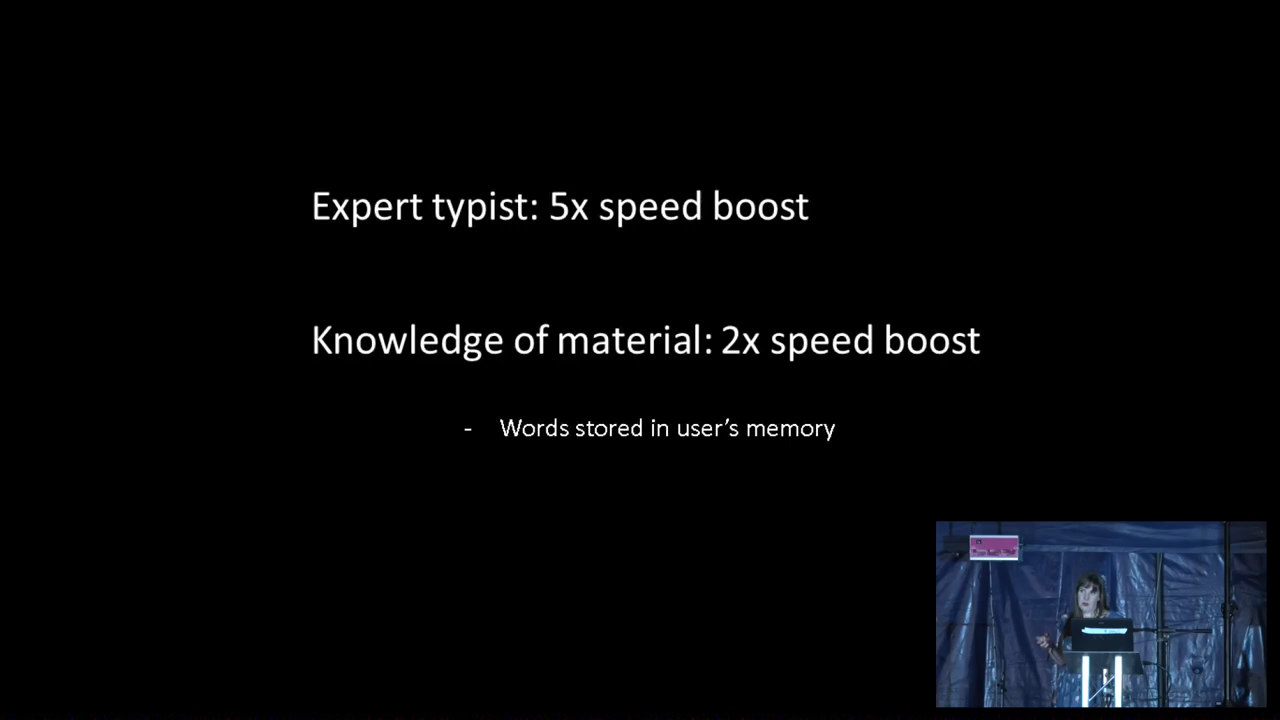 Expert typist: 5x speed boost
Knowledge of material: 2x speed boost
- Words stored in user’s memory